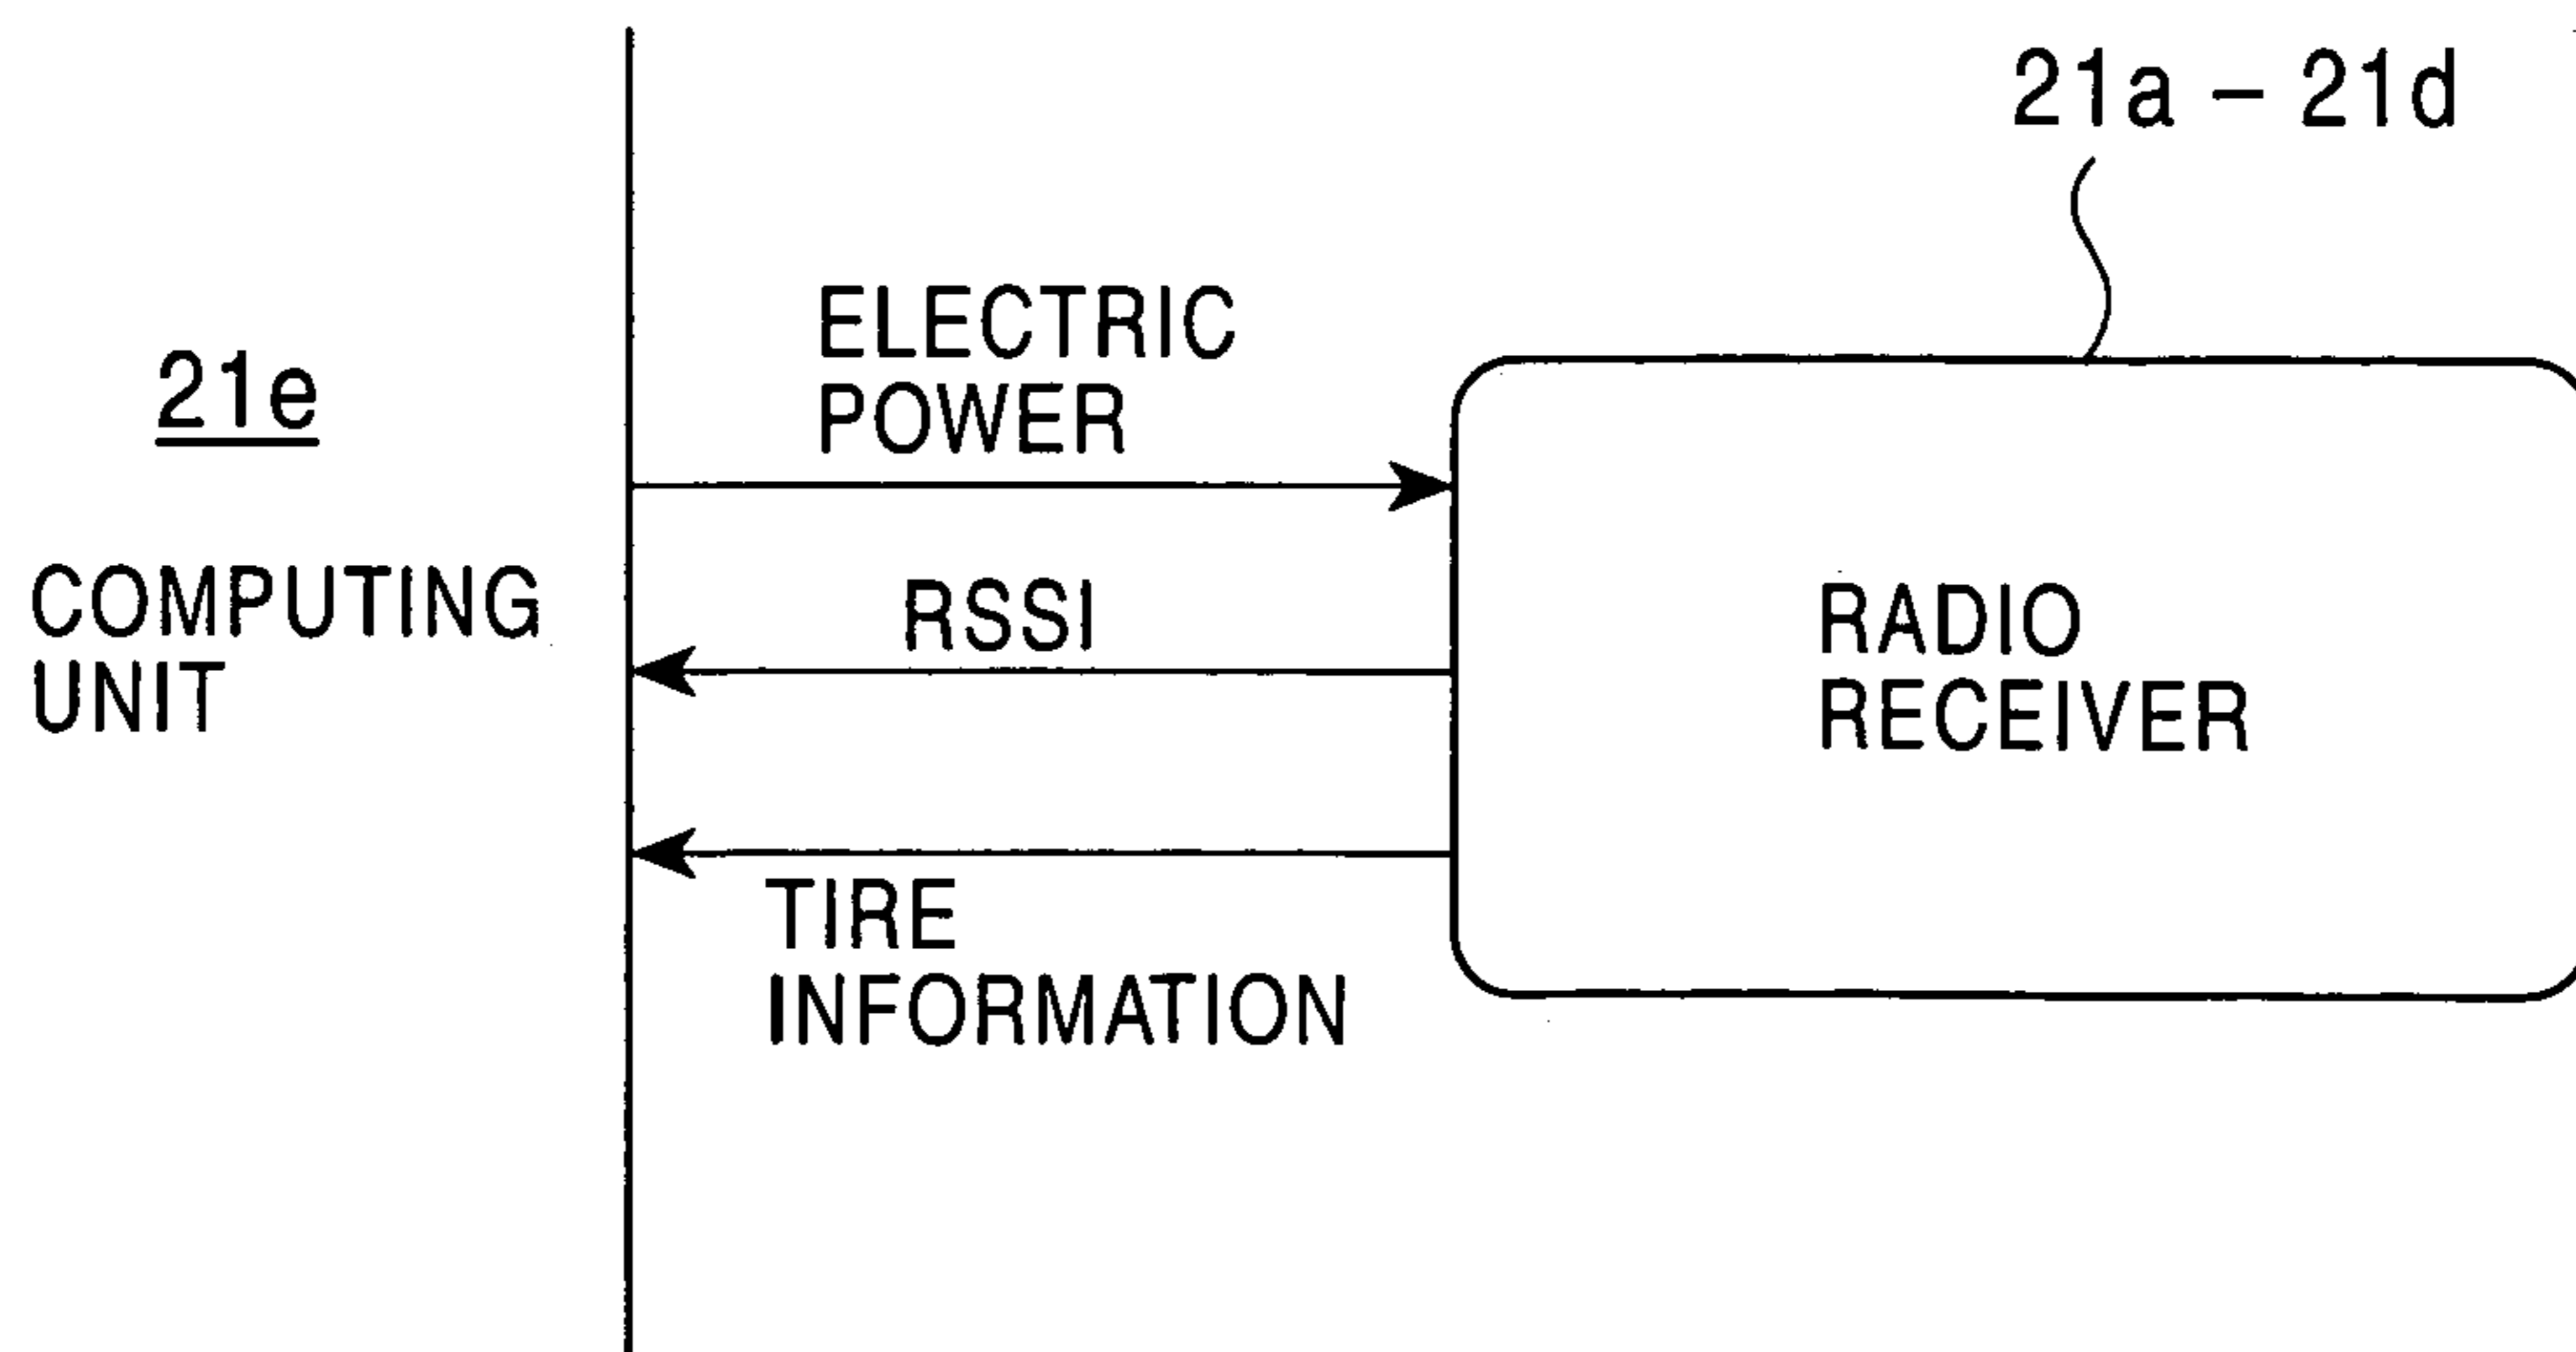 21a – 21d
ELECTRIC
POWER
21e
COMPUTING
UNIT
RSSI
RADIO
RECEIVER
TIRE
INFORMATION